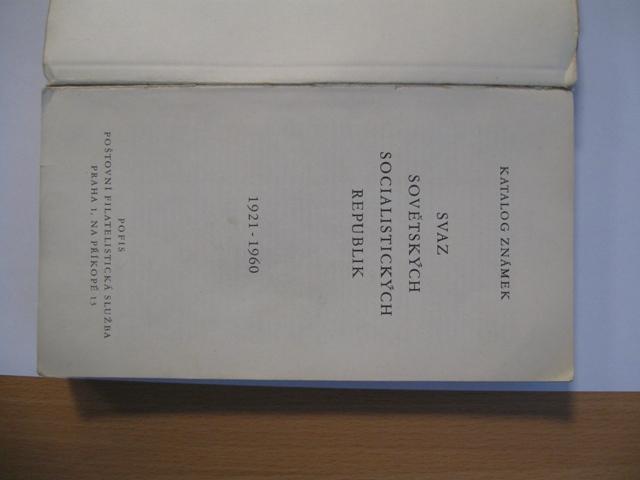 KATALOG ZNÁMEK
SVAZ
SOVĚTSKÝCH
SOCIALISTICKÝCH
REPUBLIK
1921-1960
POFIS
POŠTOVNÍ FILATELISTICKÁ SLUŽBA
PRAHA 1, NA PŘÍKOPĚ 13